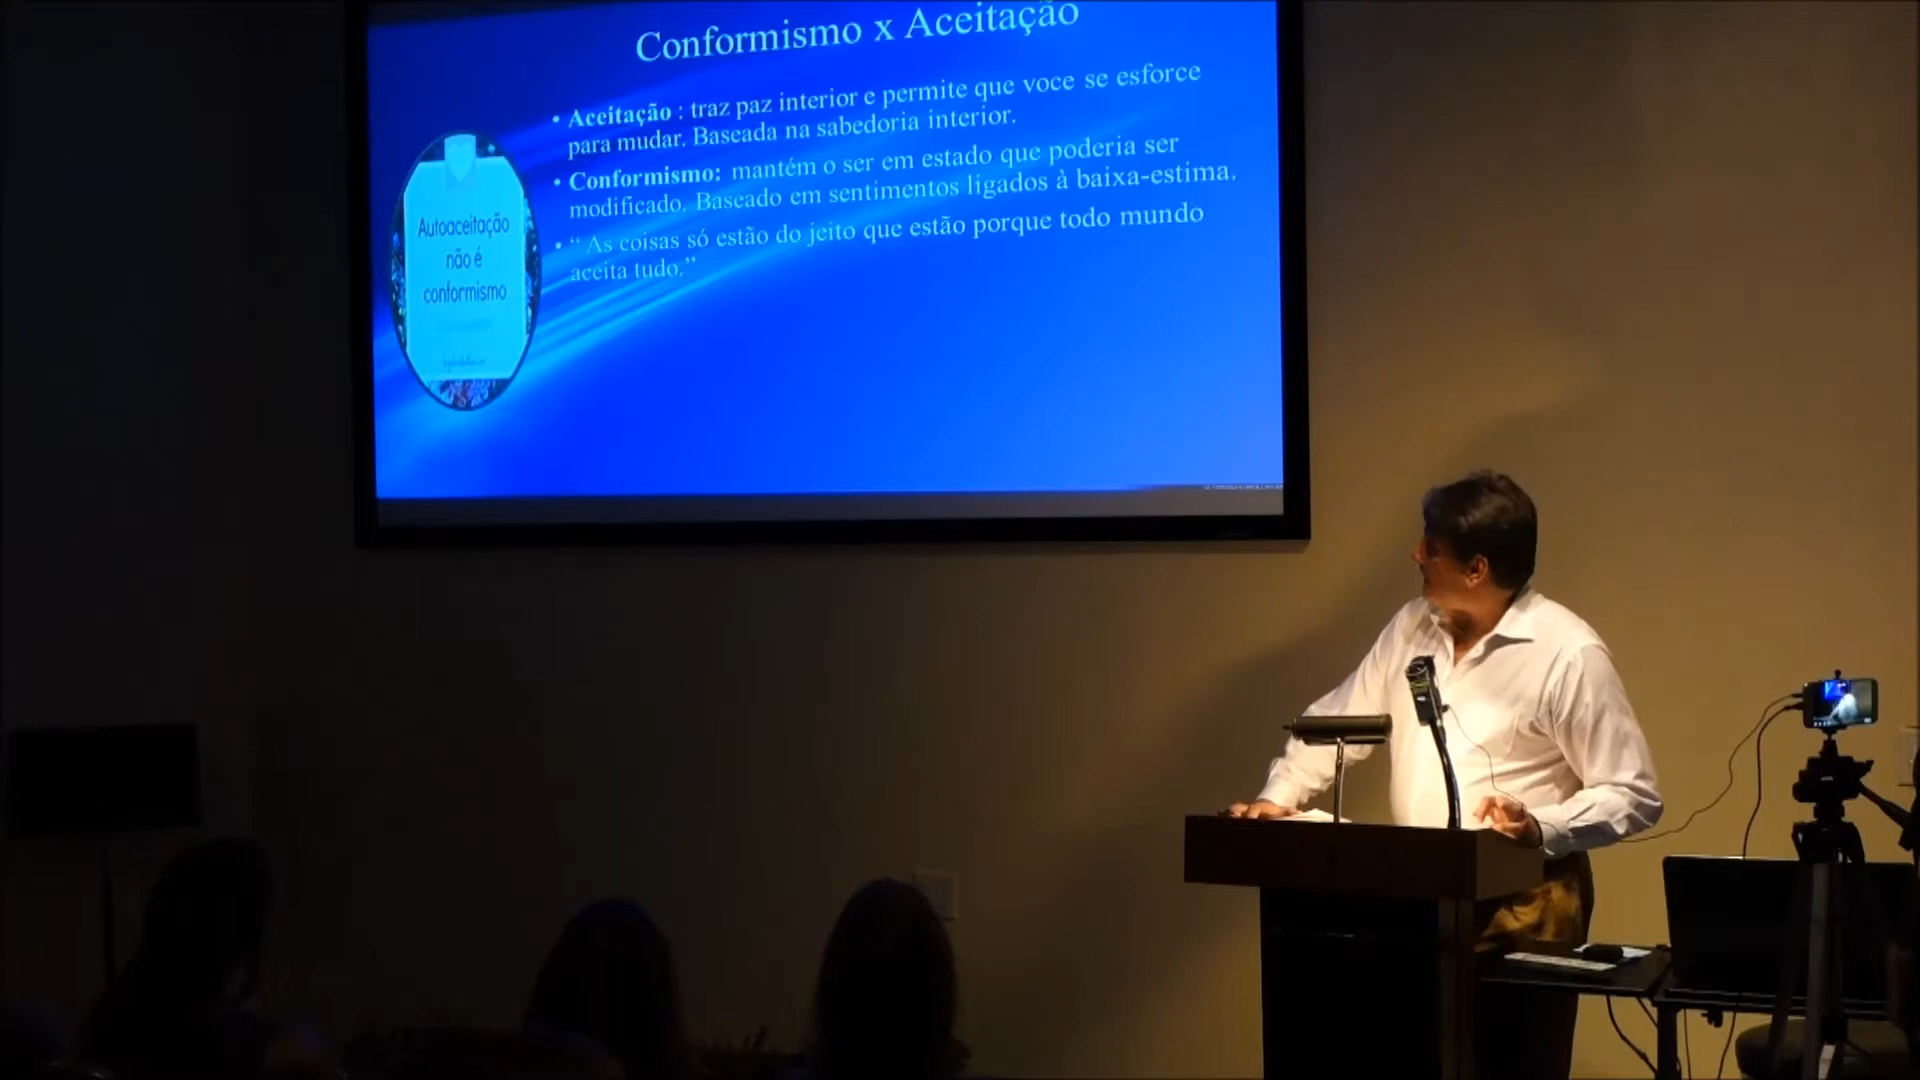 Conformismo x Aceitação
• Aceitação : traz paz interior e permite que voce se esforce
para mudar. Baseada na sabedoria interior.
• Conformismo: mantém o ser em estado que poderia ser
modificado. Baseado em sentimentos ligados à baixa-estima.
• “ As coisas só estão do jeito que estão porque todo mundo
aceita tudo.”
Autoaceitação
não é
conformismo